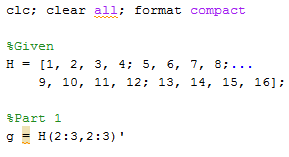 clc; clear all; format compact
%Given
H = [1, 2, 3, 4; 5, 6, 7, 8;...
9, 10, 11, 12; 13, 14, 15, 16];
%Part 1
g = H(2:3,2:3)'